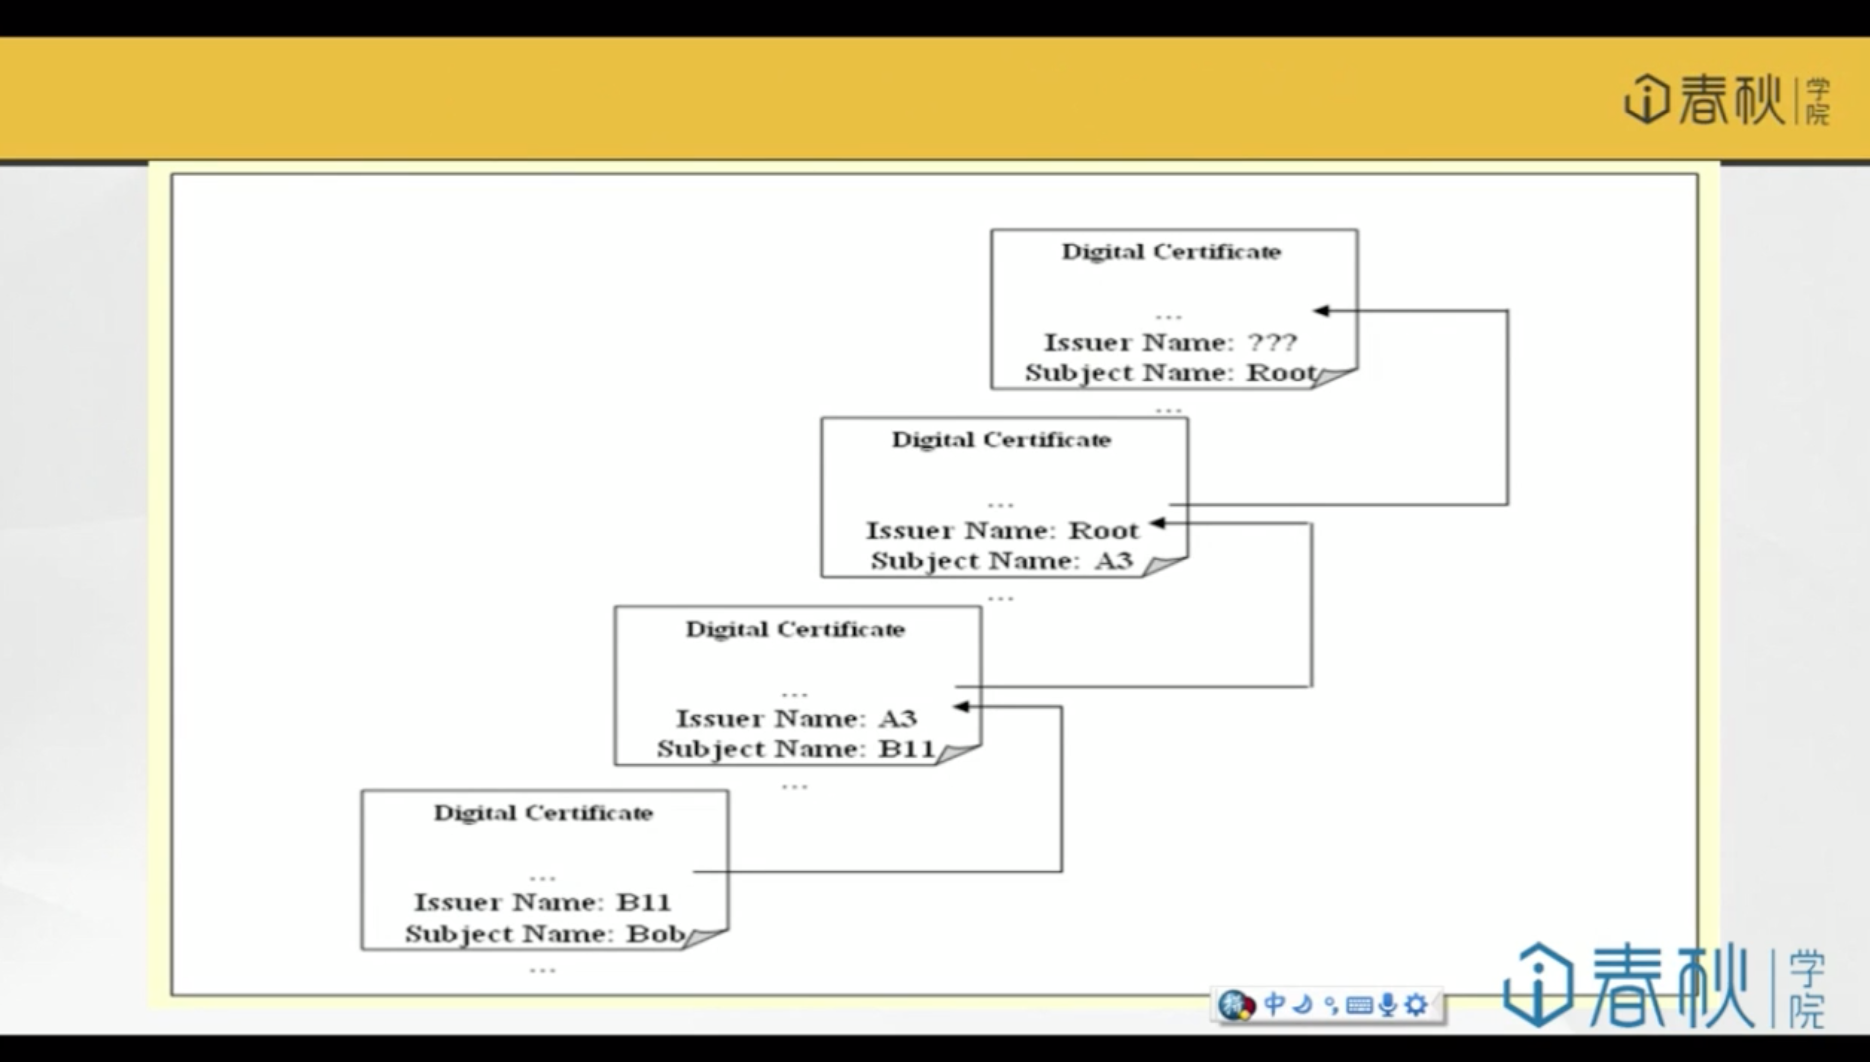 春秋 学院
Digital Certificate
...
Issuer Name: ???
Subject Name: Root
...
Digital Certificate
...
Issuer Name: Root
Subject Name: A3
...
Digital Certificate
...
Issuer Name: A3
Subject Name: B11
...
Digital Certificate
...
Issuer Name: B11
Subject Name: Bob
...
中
春秋 学院